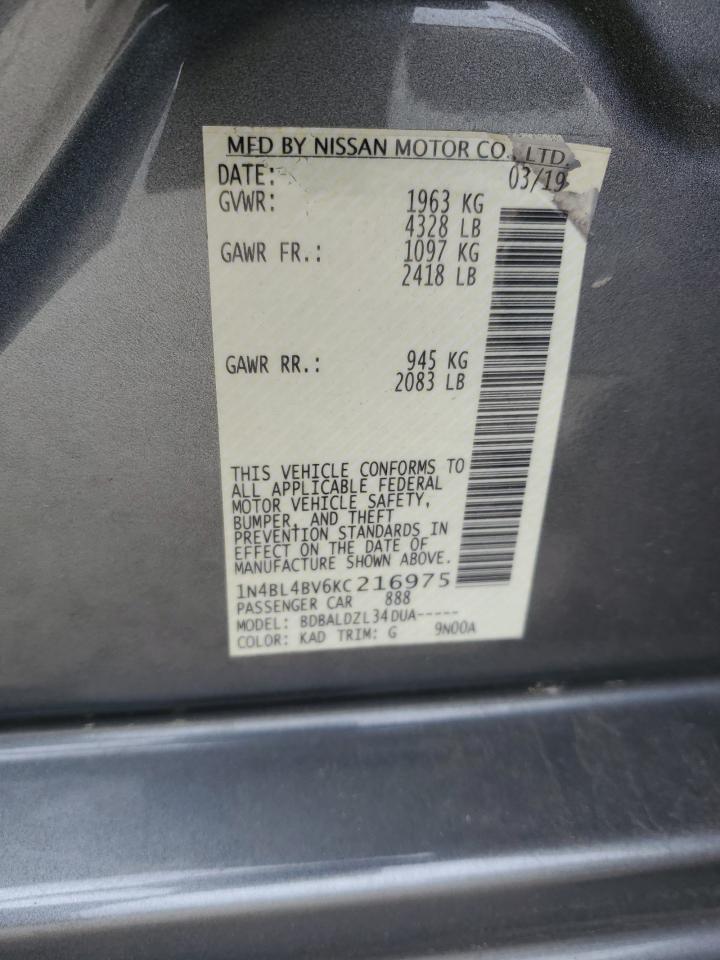 MFD BY NISSAN MOTOR CO., LTD.
DATE: 03/19
GVWR: 1963 KG
4328 LB
GAWR FR.: 1097 KG
2418 LB
GAWR RR.: 945 KG
2083 LB
THIS VEHICLE CONFORMS TO
ALL APPLICABLE FEDERAL
MOTOR VEHICLE SAFETY,
BUMPER, AND THEFT
PREVENTION STANDARDS IN
EFFECT ON THE DATE OF
MANUFACTURE SHOWN ABOVE.
1N4BL4BV6KC216975
PASSENGER CAR 888
MODEL: BDBALDZL34DUA-----
COLOR: KAD TRIM: G 9N00A